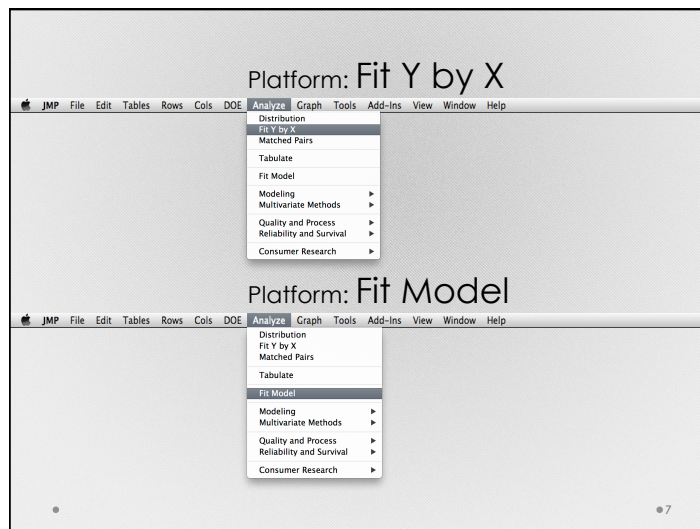 Platform: Fit Y by X
JMP File Edit Tables Rows Cols DOE Analyze Graph Tools Add-Ins View Window Help
Distribution
Fit Y by X
Matched Pairs
Tabulate
Fit Model
Modeling
Multivariate Methods
Quality and Process
Reliability and Survival
Consumer Research
Platform: Fit Model
JMP File Edit Tables Rows Cols DOE Analyze Graph Tools Add-Ins View Window Help
Distribution
Fit Y by X
Matched Pairs
Tabulate
Fit Model
Modeling
Multivariate Methods
Quality and Process
Reliability and Survival
Consumer Research
7